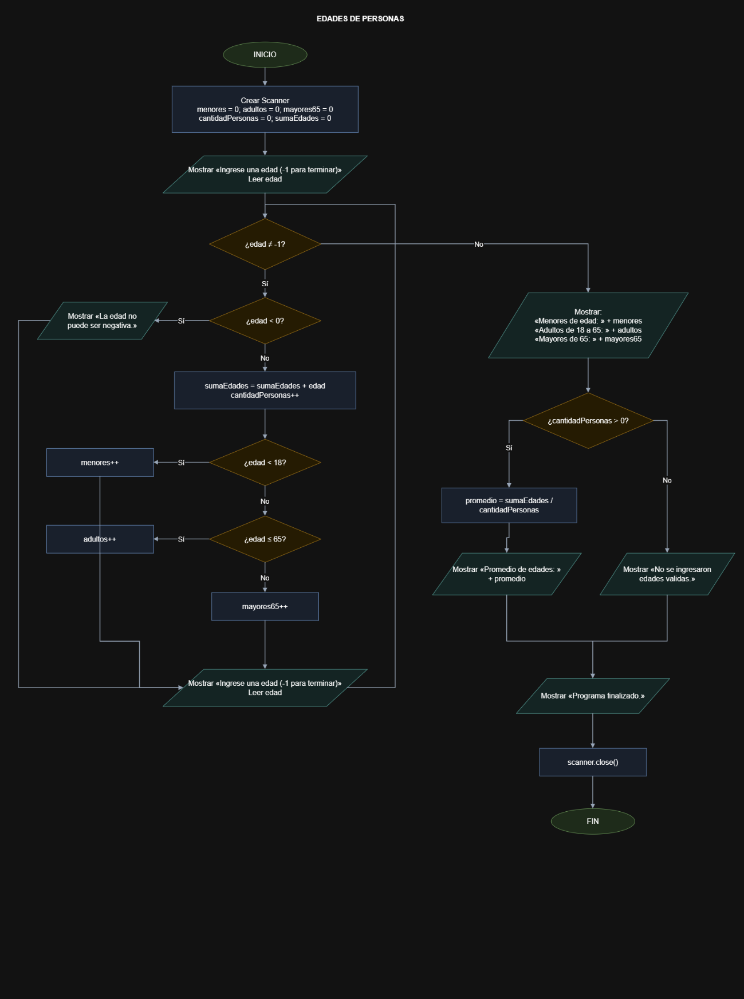 EDADES DE PERSONAS
INICIO
Crear Scanner
menores = 0; adultos = 0; mayores65 = 0
cantidadPersonas = 0; sumaEdades = 0
Mostrar «Ingrese una edad (-1 para terminar)»
Leer edad
¿edad ≠ -1?
No
Sí
¿edad < 0?
Sí
Mostrar «La edad no
puede ser negativa.»
No
sumaEdades = sumaEdades + edad
cantidadPersonas++
¿edad < 18?
Sí
menores++
No
¿edad ≤ 65?
Sí
adultos++
No
mayores65++
Mostrar «Ingrese una edad (-1 para terminar)»
Leer edad
Mostrar:
«Menores de edad: » + menores
«Adultos de 18 a 65: » + adultos
«Mayores de 65: » + mayores65
¿cantidadPersonas > 0?
Sí
No
promedio = sumaEdades /
cantidadPersonas
Mostrar «Promedio de edades: »
+ promedio
Mostrar «No se ingresaron
edades validas.»
Mostrar «Programa finalizado.»
scanner.close()
FIN